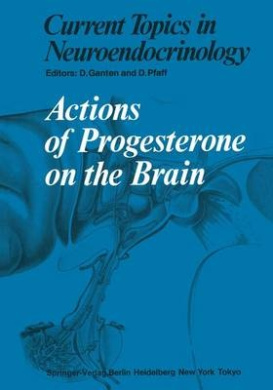 Current Topics in
Neuroendocrinology
Editors: D. Ganten and D. Pfaff
Actions
of Progesterone
on the Brain
Springer-Verlag Berlin Heidelberg New York Tokyo